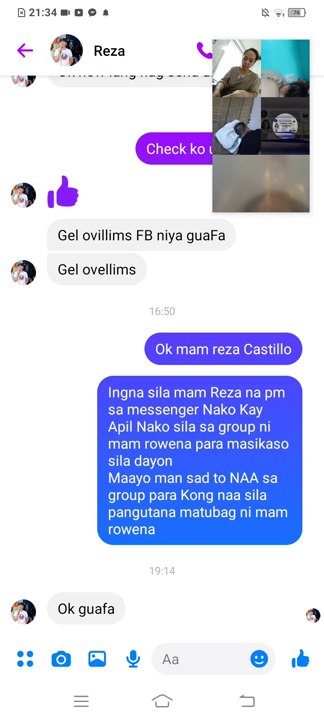 21:34
76
Reza
Check ko u
Gel ovillims FB niya guaFa
Gel ovellims
16:50
Ok mam reza Castillo
Ingna sila mam Reza na pm
sa messenger Nako Kay
Apil Nako sila sa group ni
mam rowena para masikaso
sila dayon
Maayo man sad to NAA sa
group para Kong naa sila
pangutana matubag ni mam
rowena
19:14
Ok guafa
Aa